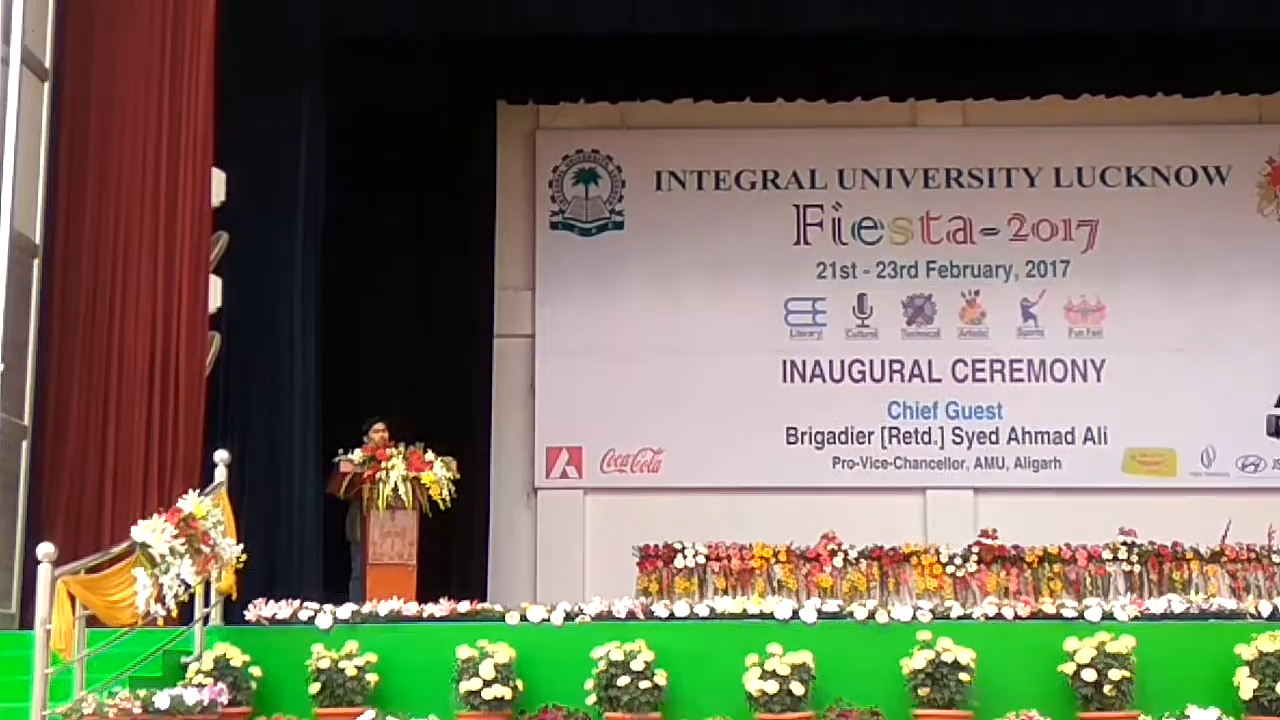 INTEGRAL UNIVERSITY LUCKNOW
Fiesta-2017
21st - 23rd February, 2017
Library Cultural Technical Artistic Sports Fun Fest
INAUGURAL CEREMONY
Chief Guest
Brigadier [Retd.] Syed Ahmad Ali
Pro-Vice-Chancellor, AMU, Aligarh
Coca-Cola